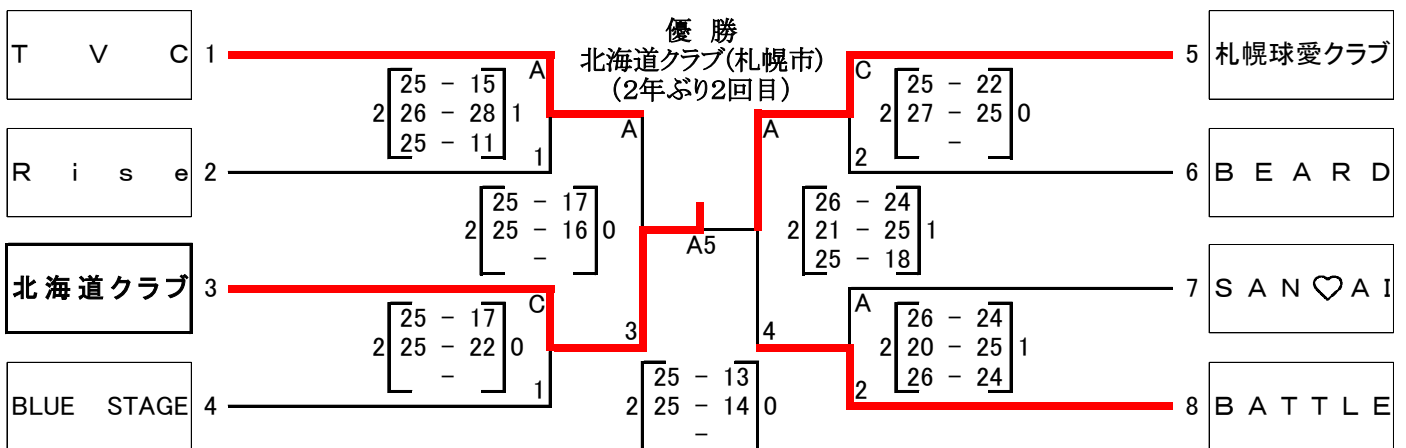 優 勝
北海道クラブ(札幌市)
(2年ぶり2回目)
T V C 1
A
25 - 15
2 26 - 28 1
25 - 11
1
R i s e 2
A
25 - 17
2 25 - 16 0
-
北海道クラブ 3
C
25 - 17
2 25 - 22 0
-
1
3
BLUE STAGE 4
A5
25 - 13
2 25 - 14 0
-
5 札幌球愛クラブ
C
25 - 22
2 27 - 25 0
-
2
6 B E A R D
A
26 - 24
2 21 - 25 1
25 - 18
4
7 S A N ♡ A I
A
26 - 24
2 20 - 25 1
26 - 24
2
8 B A T T L E